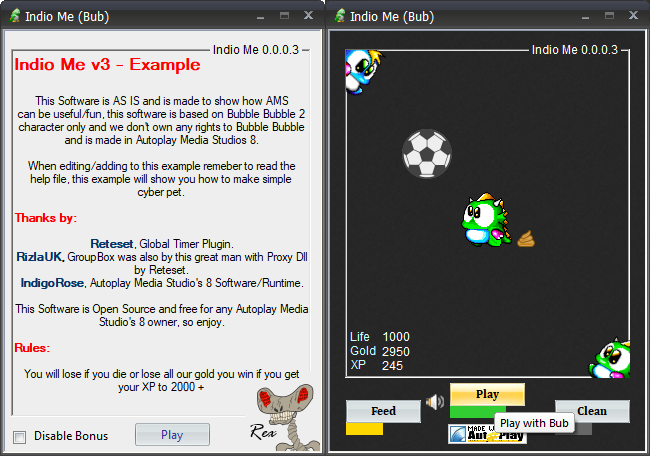 Indio Me (Bub)
Indio Me 0.0.0.3
Indio Me v3 - Example
This Software is AS IS and is made to show how AMS
can be useful/fun, this software is based on Bubble Bubble 2
character only and we don't own any rights to Bubble Bubble
and is made in Autoplay Media Studios 8.
When editing/adding to this example remeber to read the
help file, this example will show you how to make simple
cyber pet.
Thanks by:
Reteset, Global Timer Plugin.
RizlaUK, GroupBox was also by this great man with Proxy Dll
by Reteset.
IndigoRose, Autoplay Media Studio's 8 Software/Runtime.
This Software is Open Source and free for any Autoplay Media
Studio's 8 owner, so enjoy.
Rules:
You will lose if you die or lose all our gold you win if you get
your XP to 2000 +
Rex
Disable Bonus
Play
Indio Me (Bub)
Indio Me 0.0.0.3
Life 1000
Gold 2950
XP 245
Play
Feed
Clean
Play with Bub
MADE W
Aut Play